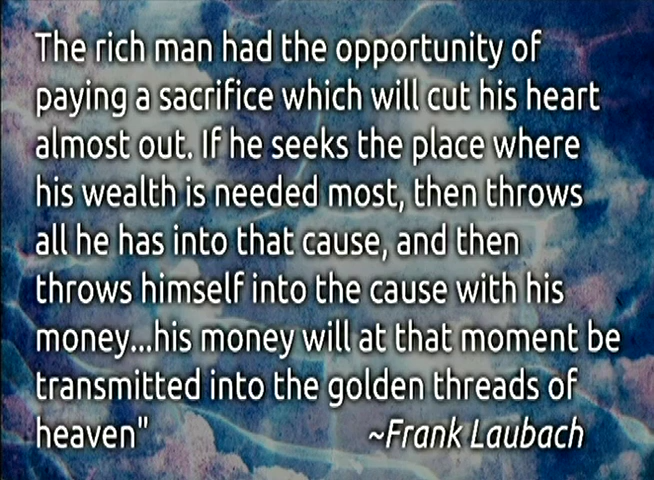 The rich man had the opportunity of
paying a sacrifice which will cut his heart
almost out. If he seeks the place where
his wealth is needed most, then throws
all he has into that cause, and then
throws himself into the cause with his
money...his money will at that moment be
transmitted into the golden threads of
heaven" ~Frank Laubach